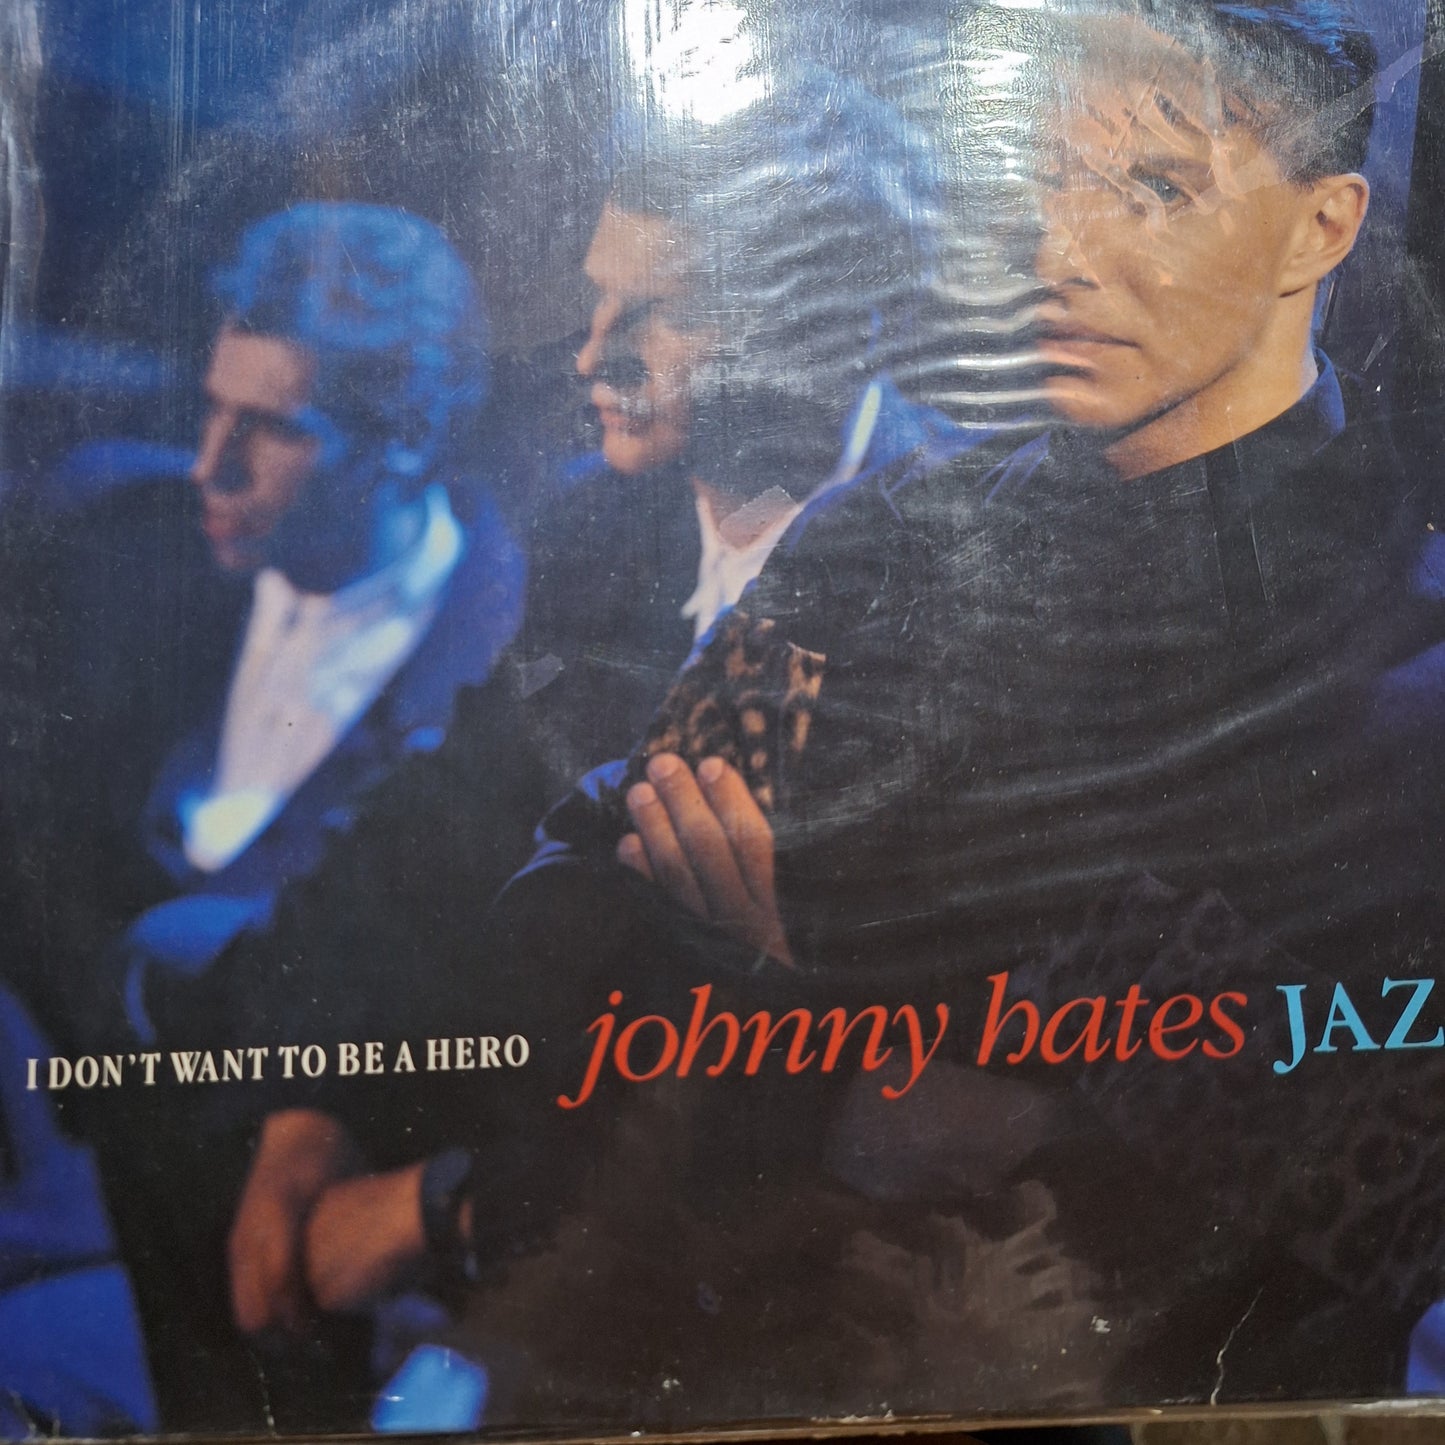 I DON'T WANT TO BE A HERO johnny hates JAZ